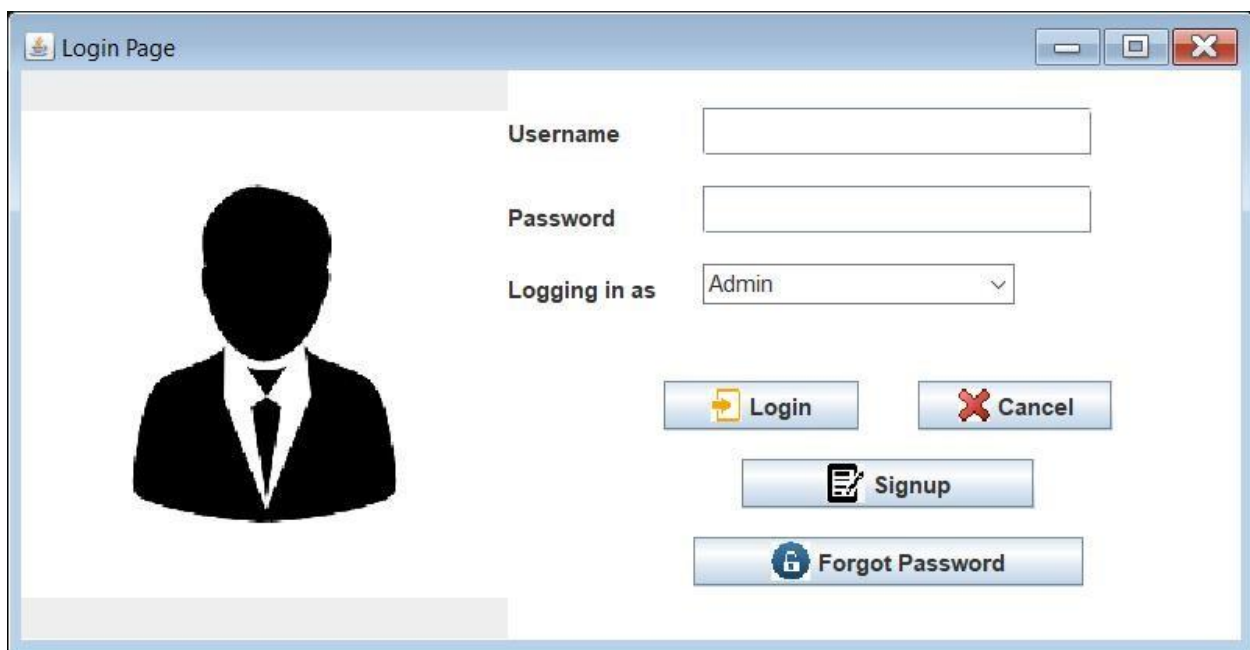 Login Page
Username
Password
Logging in as Admin
Login Cancel
Signup
Forgot Password